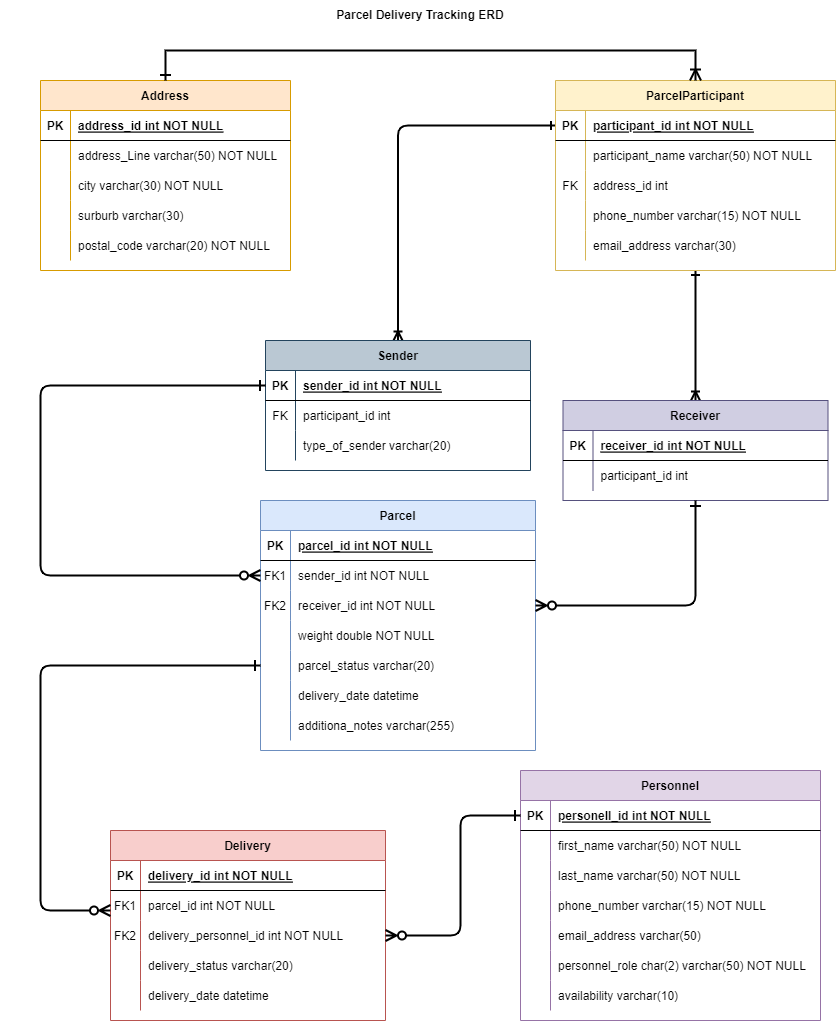 Parcel Delivery Tracking ERD
Address
PK address_id int NOT NULL
address_Line varchar(50) NOT NULL
city varchar(30) NOT NULL
surburb varchar(30)
postal_code varchar(20) NOT NULL
ParcelParticipant
PK participant_id int NOT NULL
participant_name varchar(50) NOT NULL
FK address_id int
phone_number varchar(15) NOT NULL
email_address varchar(30)
Sender
PK sender_id int NOT NULL
FK participant_id int
type_of_sender varchar(20)
Receiver
PK receiver_id int NOT NULL
participant_id int
Parcel
PK parcel_id int NOT NULL
FK1 sender_id int NOT NULL
FK2 receiver_id int NOT NULL
weight double NOT NULL
parcel_status varchar(20)
delivery_date datetime
additiona_notes varchar(255)
Delivery
PK delivery_id int NOT NULL
FK1 parcel_id int NOT NULL
FK2 delivery_personnel_id int NOT NULL
delivery_status varchar(20)
delivery_date datetime
Personnel
PK personell_id int NOT NULL
first_name varchar(50) NOT NULL
last_name varchar(50) NOT NULL
phone_number varchar(15) NOT NULL
email_address varchar(50)
personnel_role char(2) varchar(50) NOT NULL
availability varchar(10)